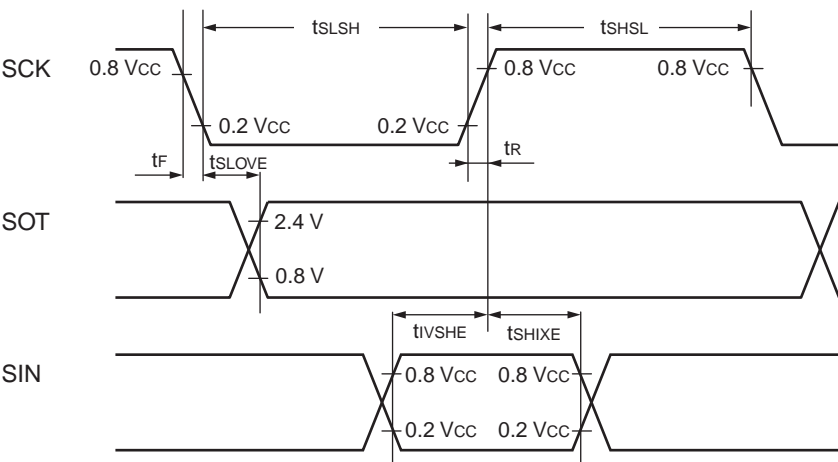 tSLSH tSHSL
SCK 0.8 VCC 0.8 VCC 0.8 VCC
0.2 VCC 0.2 VCC
tF tSLOVE tR
SOT 2.4 V
0.8 V
tIVSHE tSHIXE
SIN 0.8 VCC 0.8 VCC
0.2 VCC 0.2 VCC